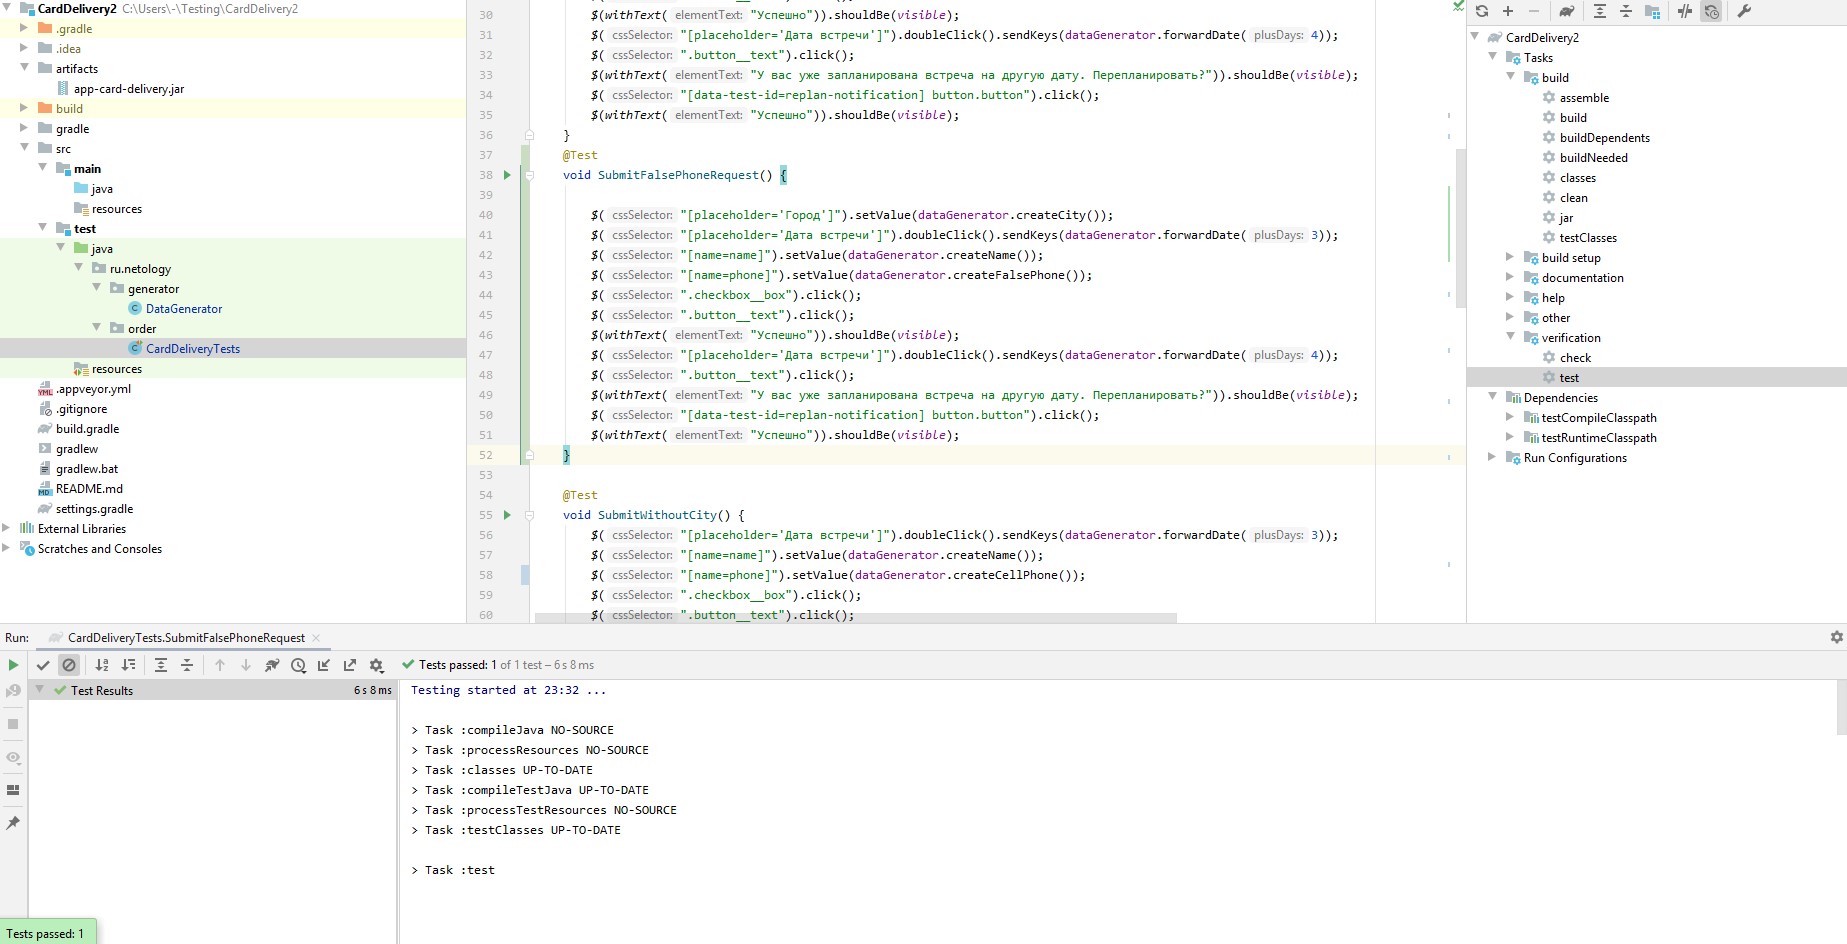 CardDelivery2 C:\Users\-\Testing\CardDelivery2
.gradle
.idea
artifacts
app-card-delivery.jar
build
gradle
src
main
java
resources
test
java
ru.netology
generator
DataGenerator
order
CardDeliveryTests
resources
.appveyor.yml
.gitignore
build.gradle
gradlew
gradlew.bat
README.md
settings.gradle
External Libraries
Scratches and Consoles
30 $(withText( elementText: "Успешно")).shouldBe(visible);
31 $( cssSelector: "[placeholder='Дата встречи']").doubleClick().sendKeys(dataGenerator.forwardDate( plusDays: 4));
32 $( cssSelector: ".button__text").click();
33 $(withText( elementText: "У вас уже запланирована встреча на другую дату. Перепланировать?")).shouldBe(visible);
34 $( cssSelector: "[data-test-id=replan-notification] button.button").click();
35 $(withText( elementText: "Успешно")).shouldBe(visible);
36 }
37 @Test
38 void SubmitFalsePhoneRequest() {
39
40 $( cssSelector: "[placeholder='Город']").setValue(dataGenerator.createCity());
41 $( cssSelector: "[placeholder='Дата встречи']").doubleClick().sendKeys(dataGenerator.forwardDate( plusDays: 3));
42 $( cssSelector: "[name=name]").setValue(dataGenerator.createName());
43 $( cssSelector: "[name=phone]").setValue(dataGenerator.createFalsePhone());
44 $( cssSelector: ".checkbox__box").click();
45 $( cssSelector: ".button__text").click();
46 $(withText( elementText: "Успешно")).shouldBe(visible);
47 $( cssSelector: "[placeholder='Дата встречи']").doubleClick().sendKeys(dataGenerator.forwardDate( plusDays: 4));
48 $( cssSelector: ".button__text").click();
49 $(withText( elementText: "У вас уже запланирована встреча на другую дату. Перепланировать?")).shouldBe(visible);
50 $( cssSelector: "[data-test-id=replan-notification] button.button").click();
51 $(withText( elementText: "Успешно")).shouldBe(visible);
52 }
53
54 @Test
55 void SubmitWithoutCity() {
56 $( cssSelector: "[placeholder='Дата встречи']").doubleClick().sendKeys(dataGenerator.forwardDate( plusDays: 3));
57 $( cssSelector: "[name=name]").setValue(dataGenerator.createName());
58 $( cssSelector: "[name=phone]").setValue(dataGenerator.createCellPhone());
59 $( cssSelector: ".checkbox__box").click();
60 $( cssSelector: ".button__text").click();
CardDelivery2
Tasks
build
assemble
build
buildDependents
buildNeeded
classes
clean
jar
testClasses
build setup
documentation
help
other
verification
check
test
Dependencies
testCompileClasspath
testRuntimeClasspath
Run Configurations
Run: CardDeliveryTests.SubmitFalsePhoneRequest
Tests passed: 1 of 1 test – 6 s 8 ms
Test Results 6 s 8 ms
Testing started at 23:32 ...
> Task :compileJava NO-SOURCE
> Task :processResources NO-SOURCE
> Task :classes UP-TO-DATE
> Task :compileTestJava UP-TO-DATE
> Task :processTestResources NO-SOURCE
> Task :testClasses UP-TO-DATE
> Task :test
Tests passed: 1